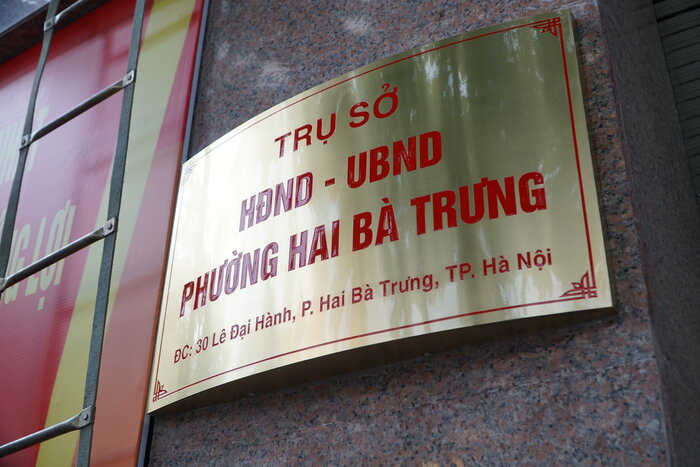 TRỤ SỞ
HĐND - UBND
PHƯỜNG HAI BÀ TRƯNG
ĐC: 30 Lê Đại Hành, P. Hai Bà Trưng, TP. Hà Nội
LỢI